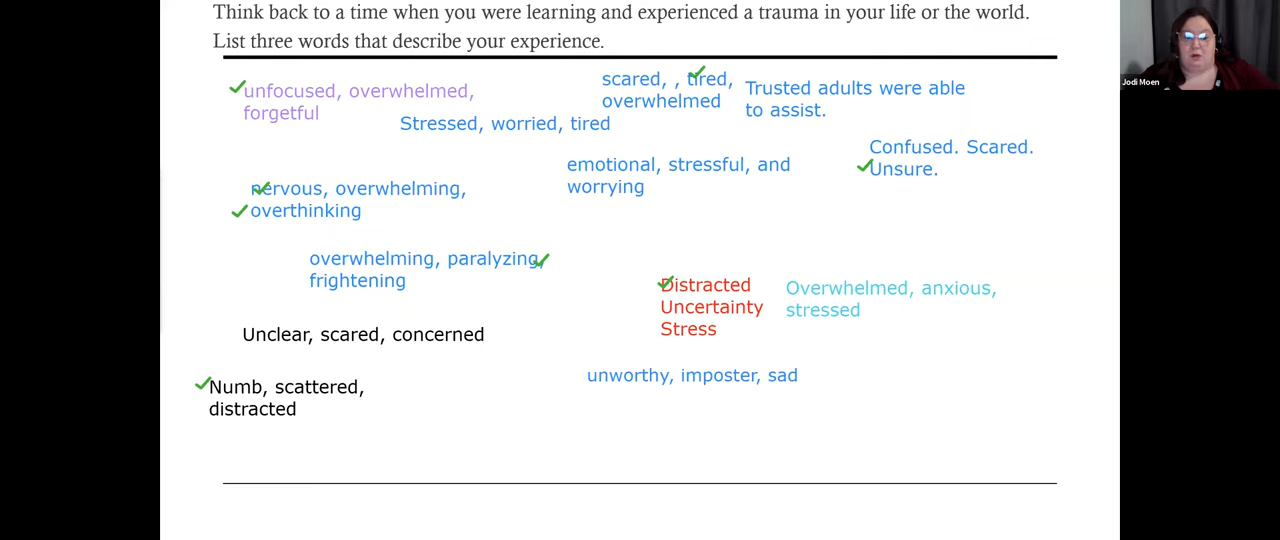 Think back to a time when you were learning and experienced a trauma in your life or the world.
List three words that describe your experience.
Jodi Moen
unfocused, overwhelmed,
forgetful
scared, , tired,
overwhelmed
Trusted adults were able
to assist.
Stressed, worried, tired
Confused. Scared.
Unsure.
emotional, stressful, and
worrying
nervous, overwhelming,
overthinking
overwhelming, paralyzing,
frightening
Distracted
Uncertainty
Stress
Overwhelmed, anxious,
stressed
Unclear, scared, concerned
unworthy, imposter, sad
Numb, scattered,
distracted